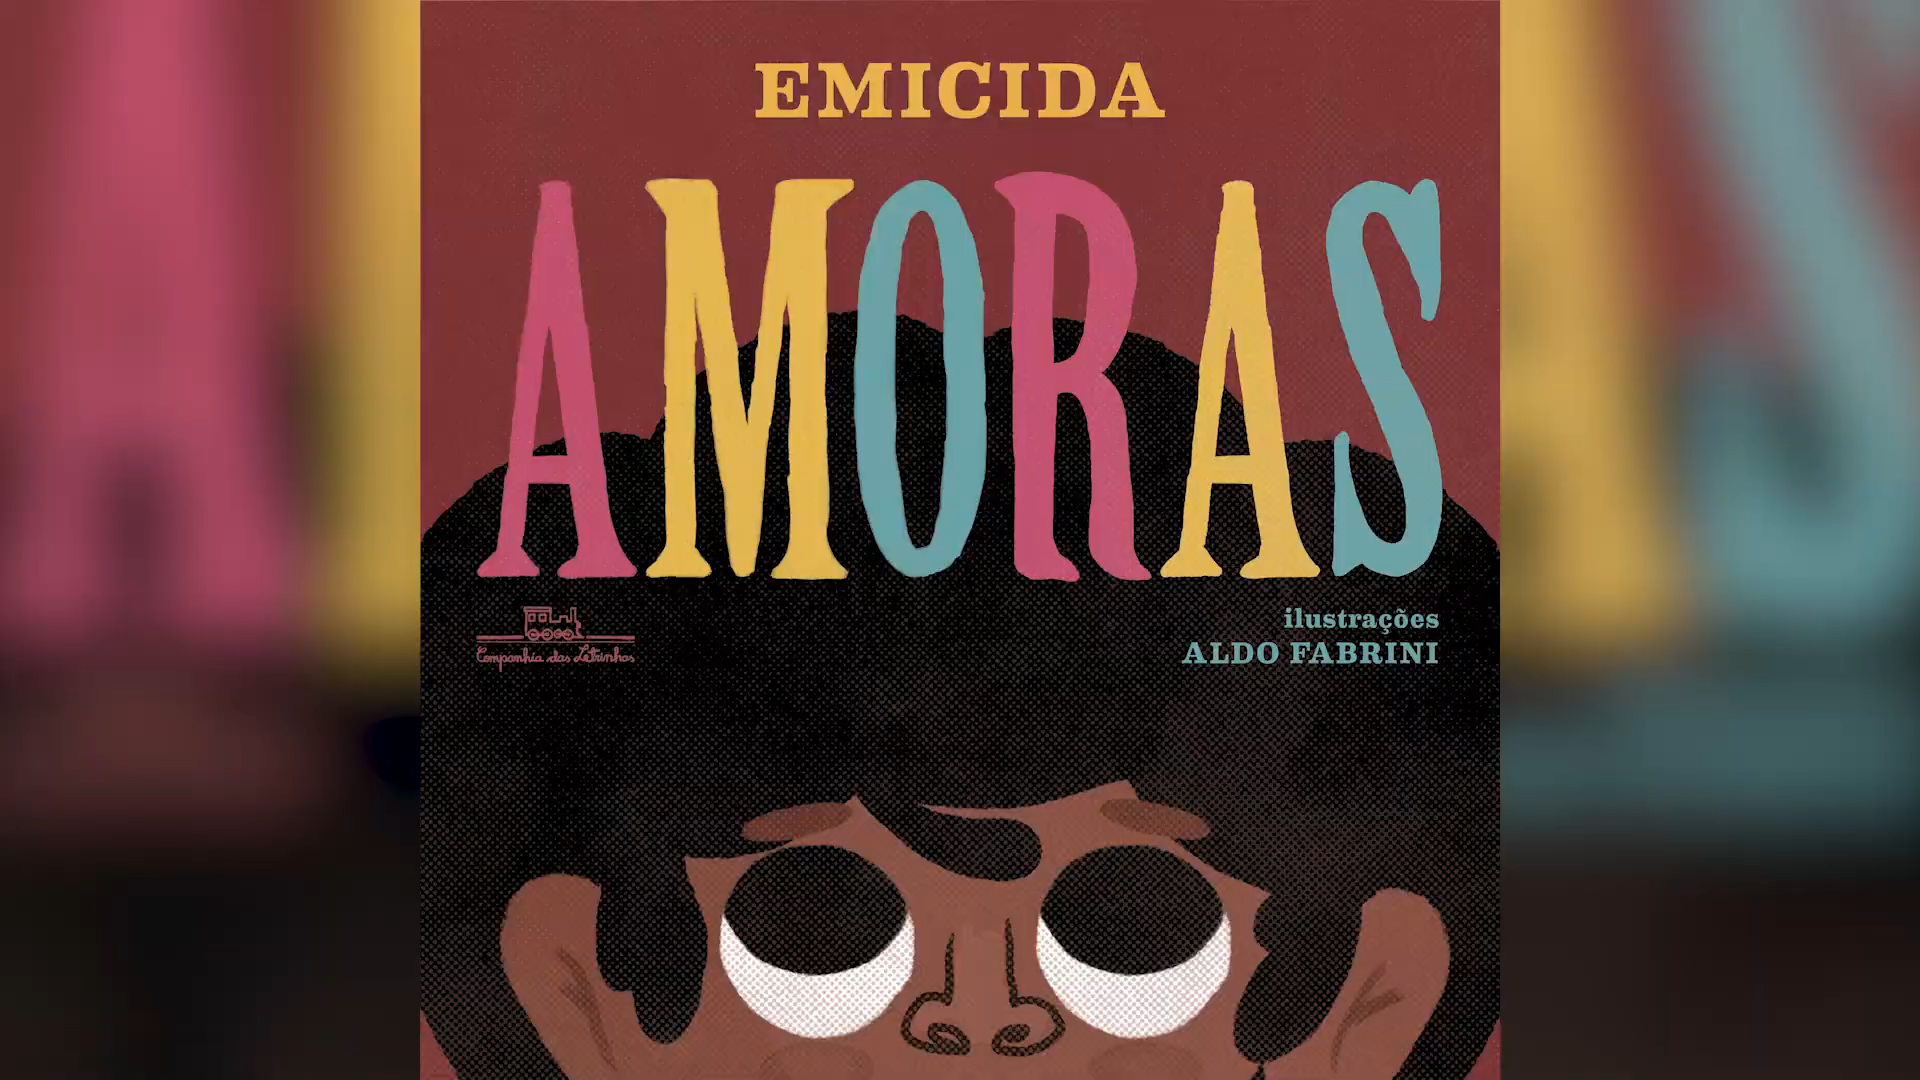 EMICIDA
AMORAS
Companhia das Letrinhas
ilustrações
ALDO FABRINI